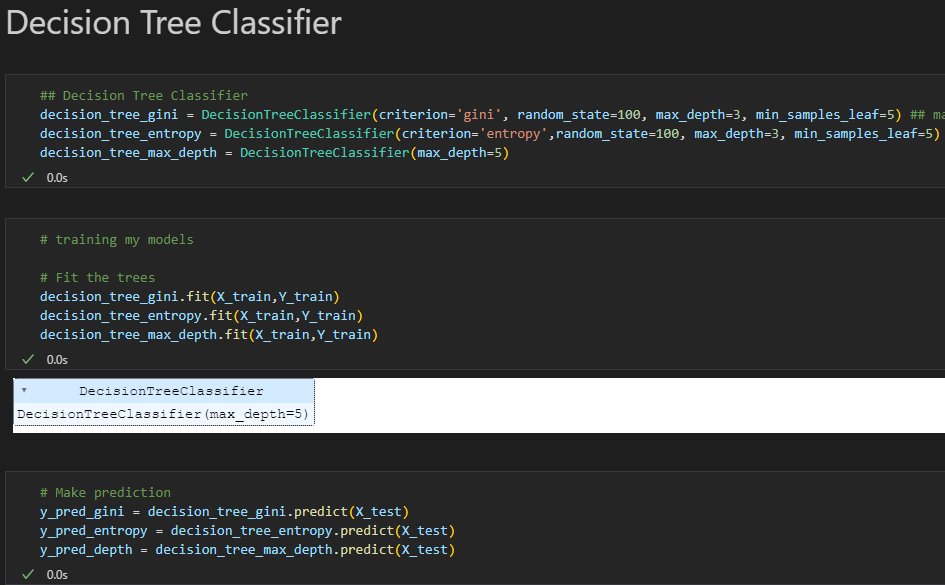 Decision Tree Classifier
## Decision Tree Classifier
decision_tree_gini = DecisionTreeClassifier(criterion='gini', random_state=100, max_depth=3, min_samples_leaf=5) ##
decision_tree_entropy = DecisionTreeClassifier(criterion='entropy',random_state=100, max_depth=3, min_samples_leaf=5)
decision_tree_max_depth = DecisionTreeClassifier(max_depth=5)
0.0s
# training my models
# Fit the trees
decision_tree_gini.fit(X_train,Y_train)
decision_tree_entropy.fit(X_train,Y_train)
decision_tree_max_depth.fit(X_train,Y_train)
0.0s
DecisionTreeClassifier
DecisionTreeClassifier(max_depth=5)
# Make prediction
y_pred_gini = decision_tree_gini.predict(X_test)
y_pred_entropy = decision_tree_entropy.predict(X_test)
y_pred_depth = decision_tree_max_depth.predict(X_test)
0.0s